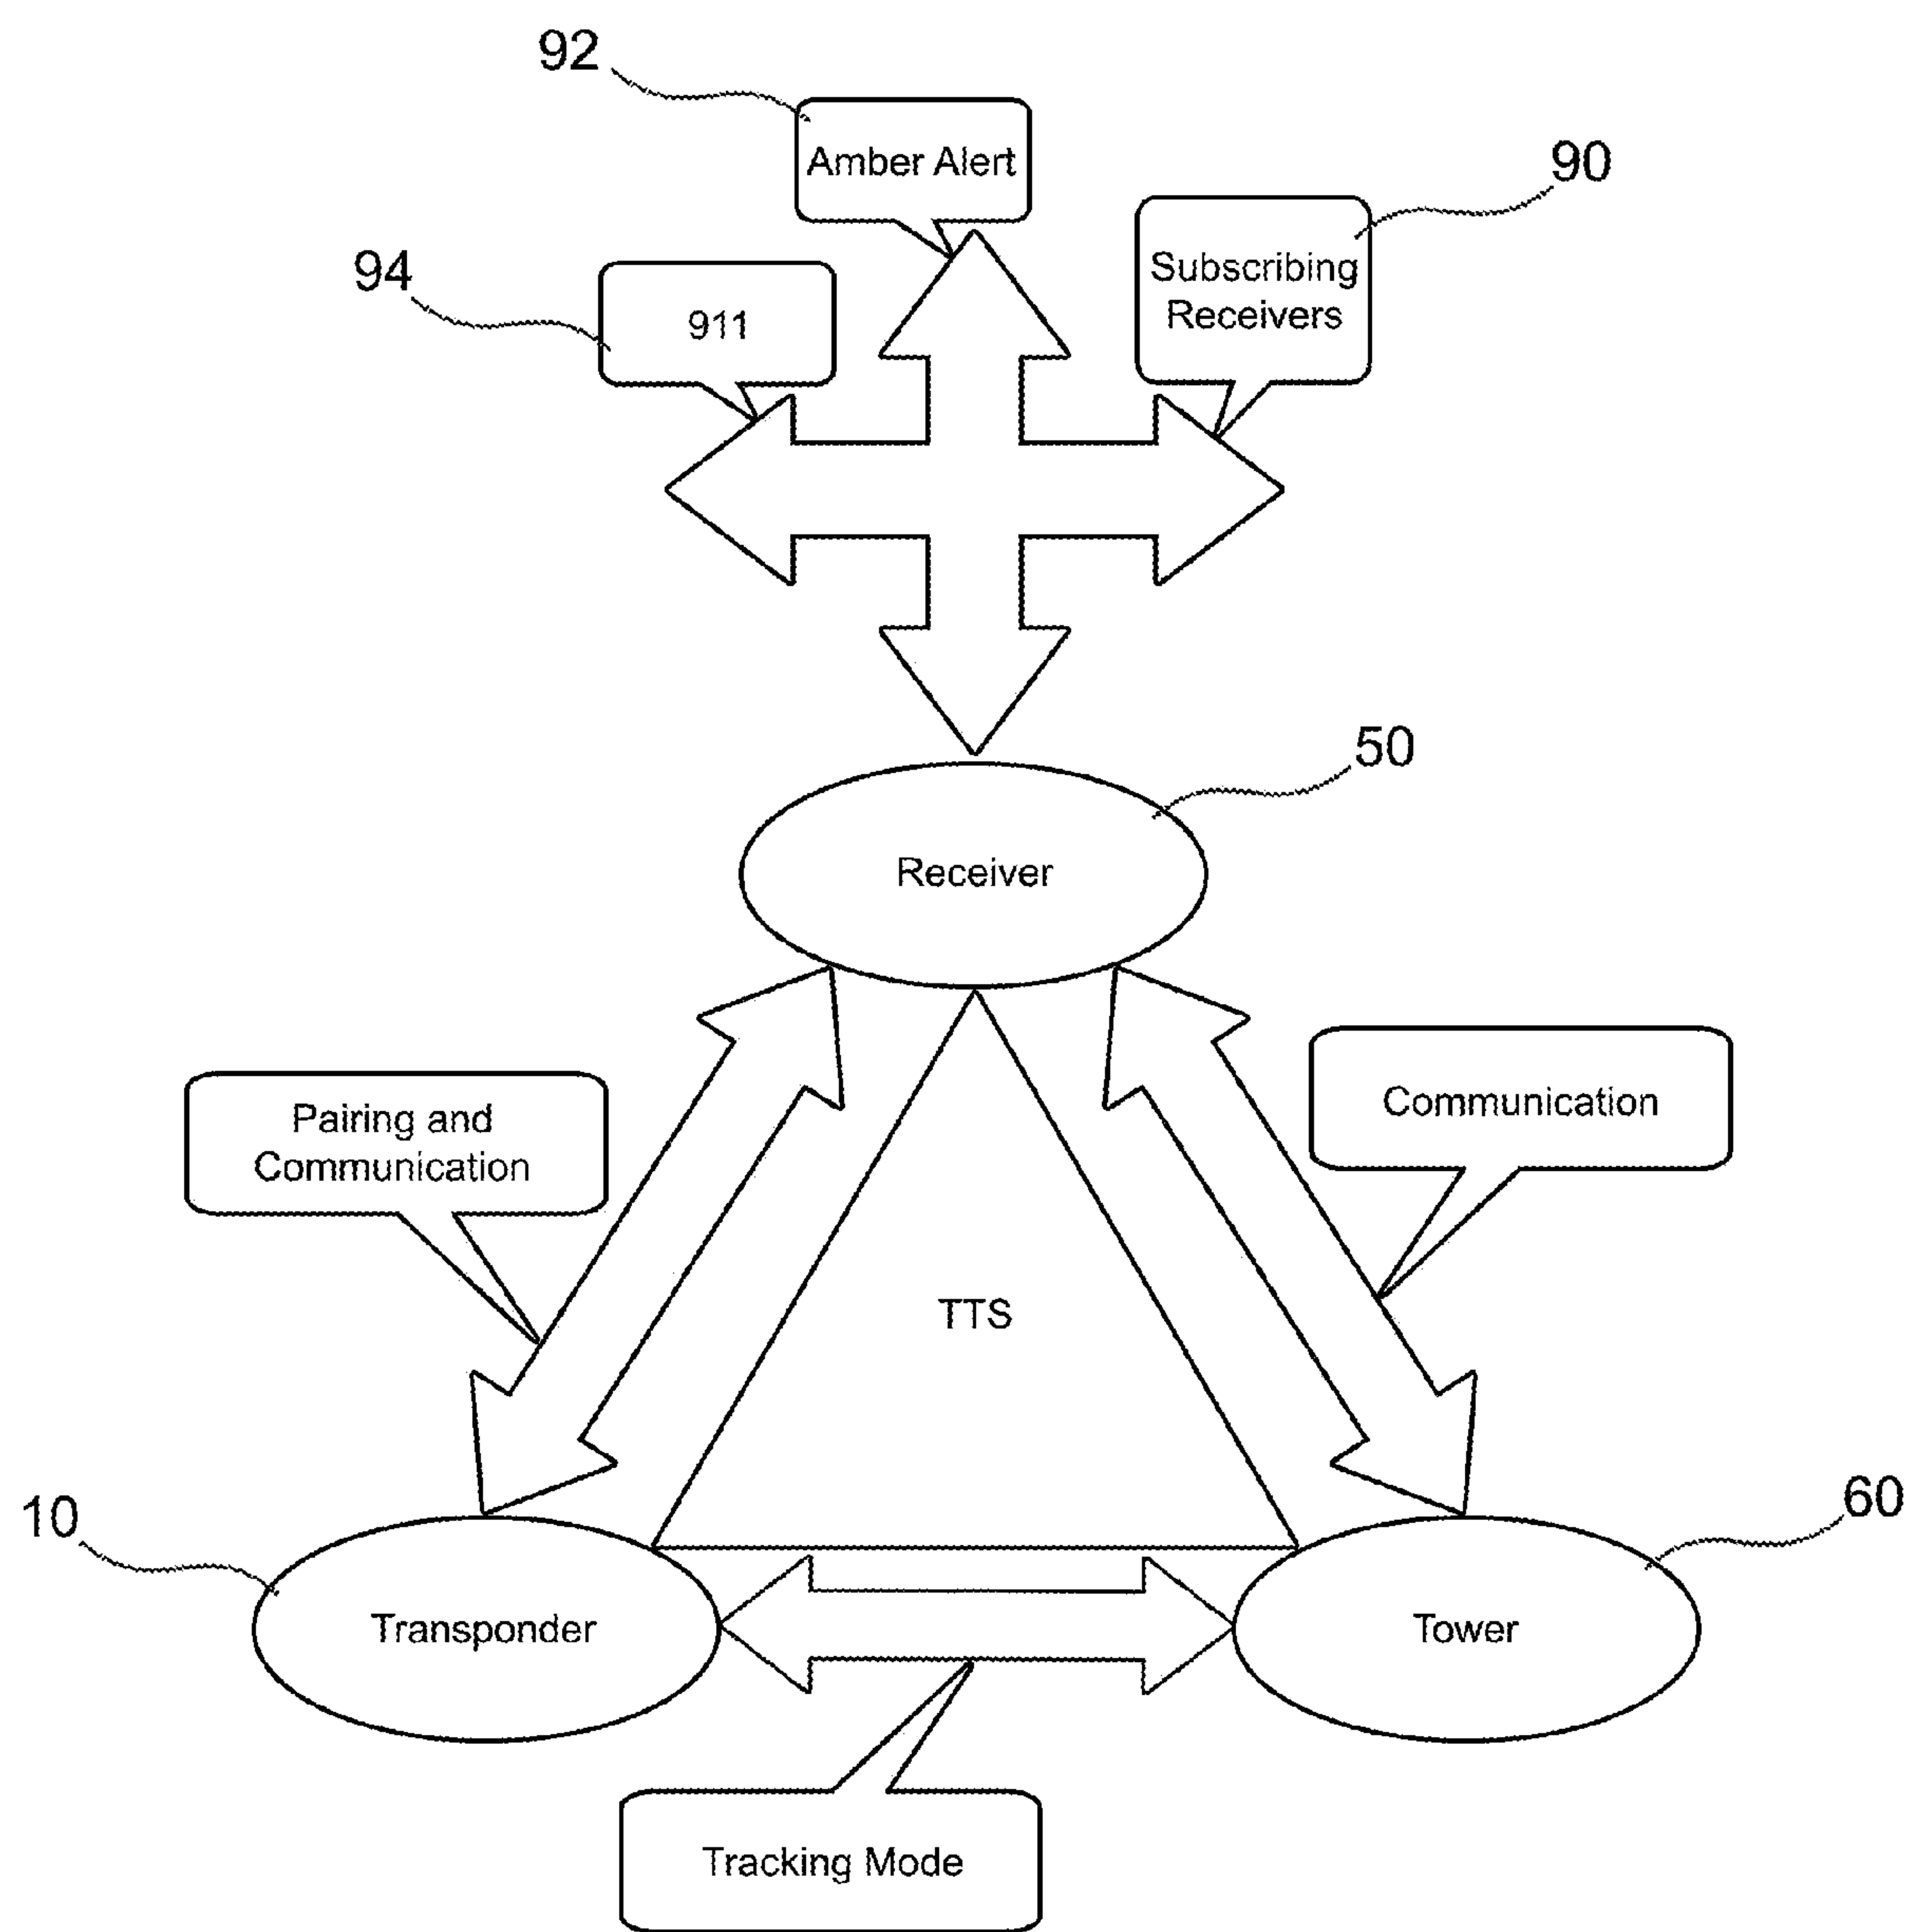 92
Amber Alert
90
Subscribing
Receivers
94
911
50
Receiver
Pairing and
Communication
Communication
TTS
10
Transponder
60
Tower
Tracking Mode